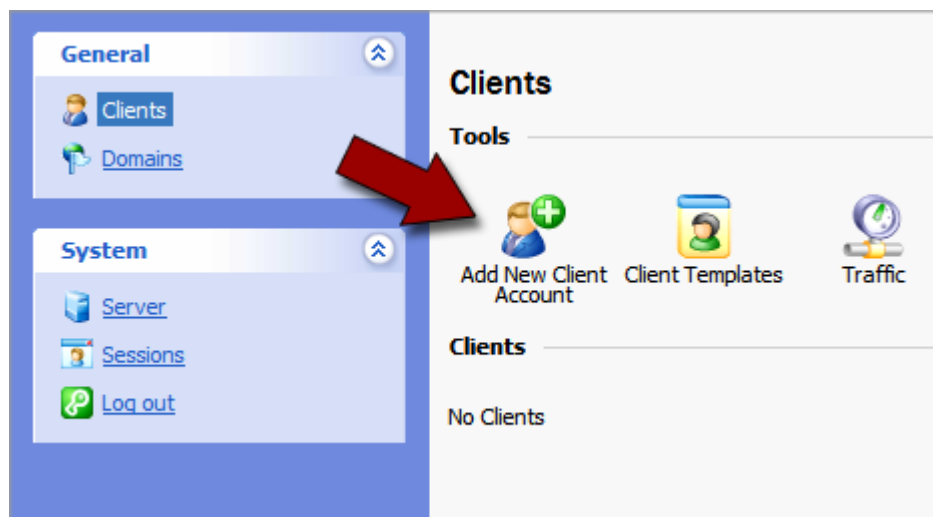 General
Clients
Domains
System
Server
Sessions
Log out
Clients
Tools
Add New Client
Account
Client Templates
Traffic
Clients
No Clients